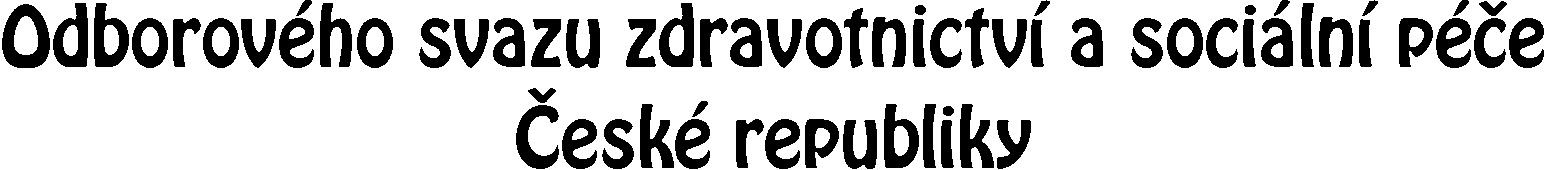 Odborového svazu zdravotnictví a sociální péče
České republiky